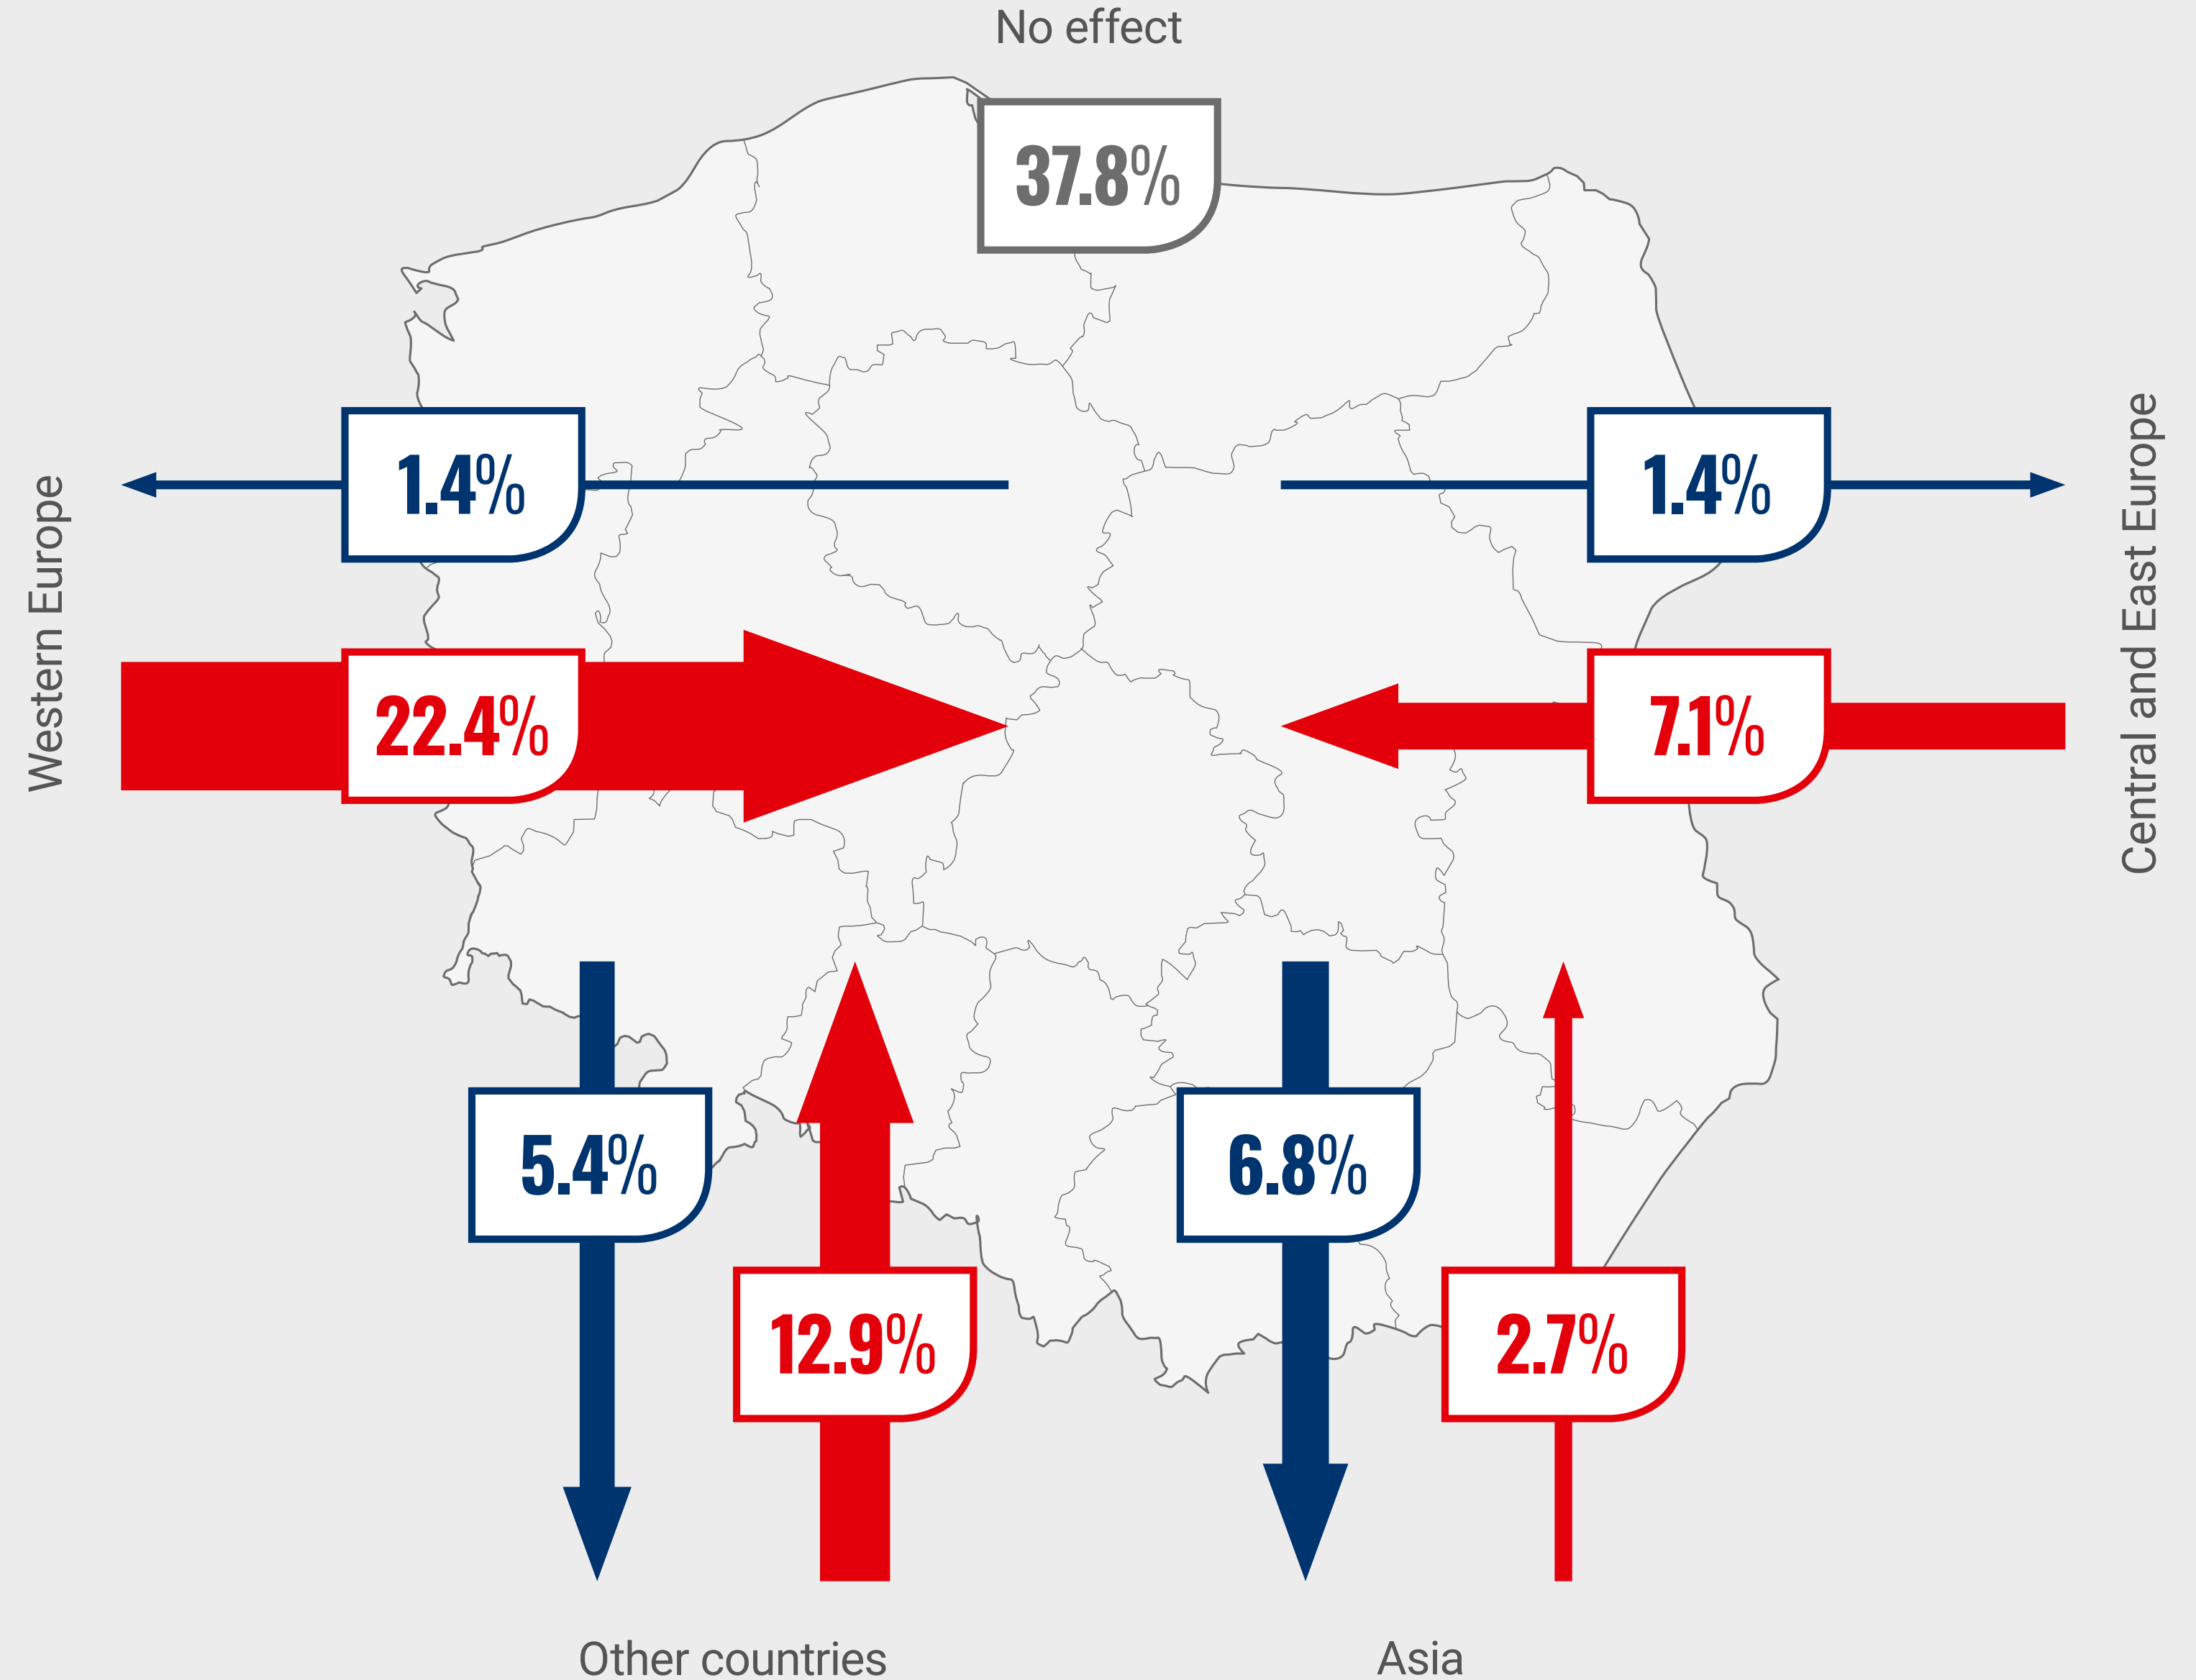 No effect
37.8%
Western Europe
1.4%
1.4%
Central and East Europe
22.4%
7.1%
5.4%
6.8%
12.9%
2.7%
Other countries
Asia